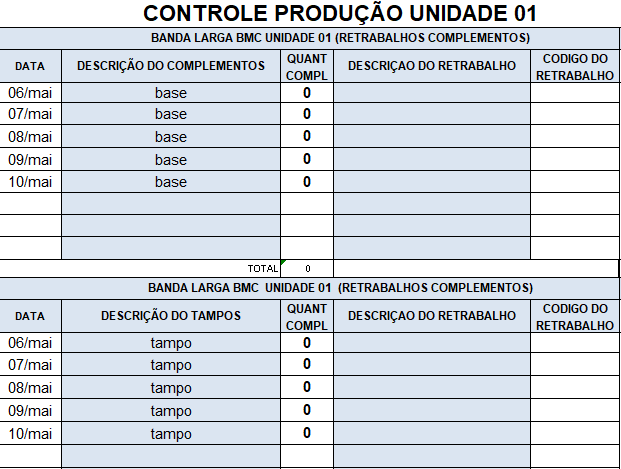 CONTROLE PRODUÇÃO UNIDADE 01
BANDA LARGA BMC UNIDADE 01 (RETRABALHOS COMPLEMENTOS)
DATA DESCRIÇÃO DO COMPLEMENTOS QUANT COMPL DESCRIÇAO DO RETRABALHO CODIGO DO RETRABALHO
06/mai base 0
07/mai base 0
08/mai base 0
09/mai base 0
10/mai base 0
TOTAL 0
BANDA LARGA BMC UNIDADE 01 (RETRABALHOS COMPLEMENTOS)
DATA DESCRIÇÃO DO TAMPOS QUANT COMPL DESCRIÇAO DO RETRABALHO CODIGO DO RETRABALHO
06/mai tampo 0
07/mai tampo 0
08/mai tampo 0
09/mai tampo 0
10/mai tampo 0